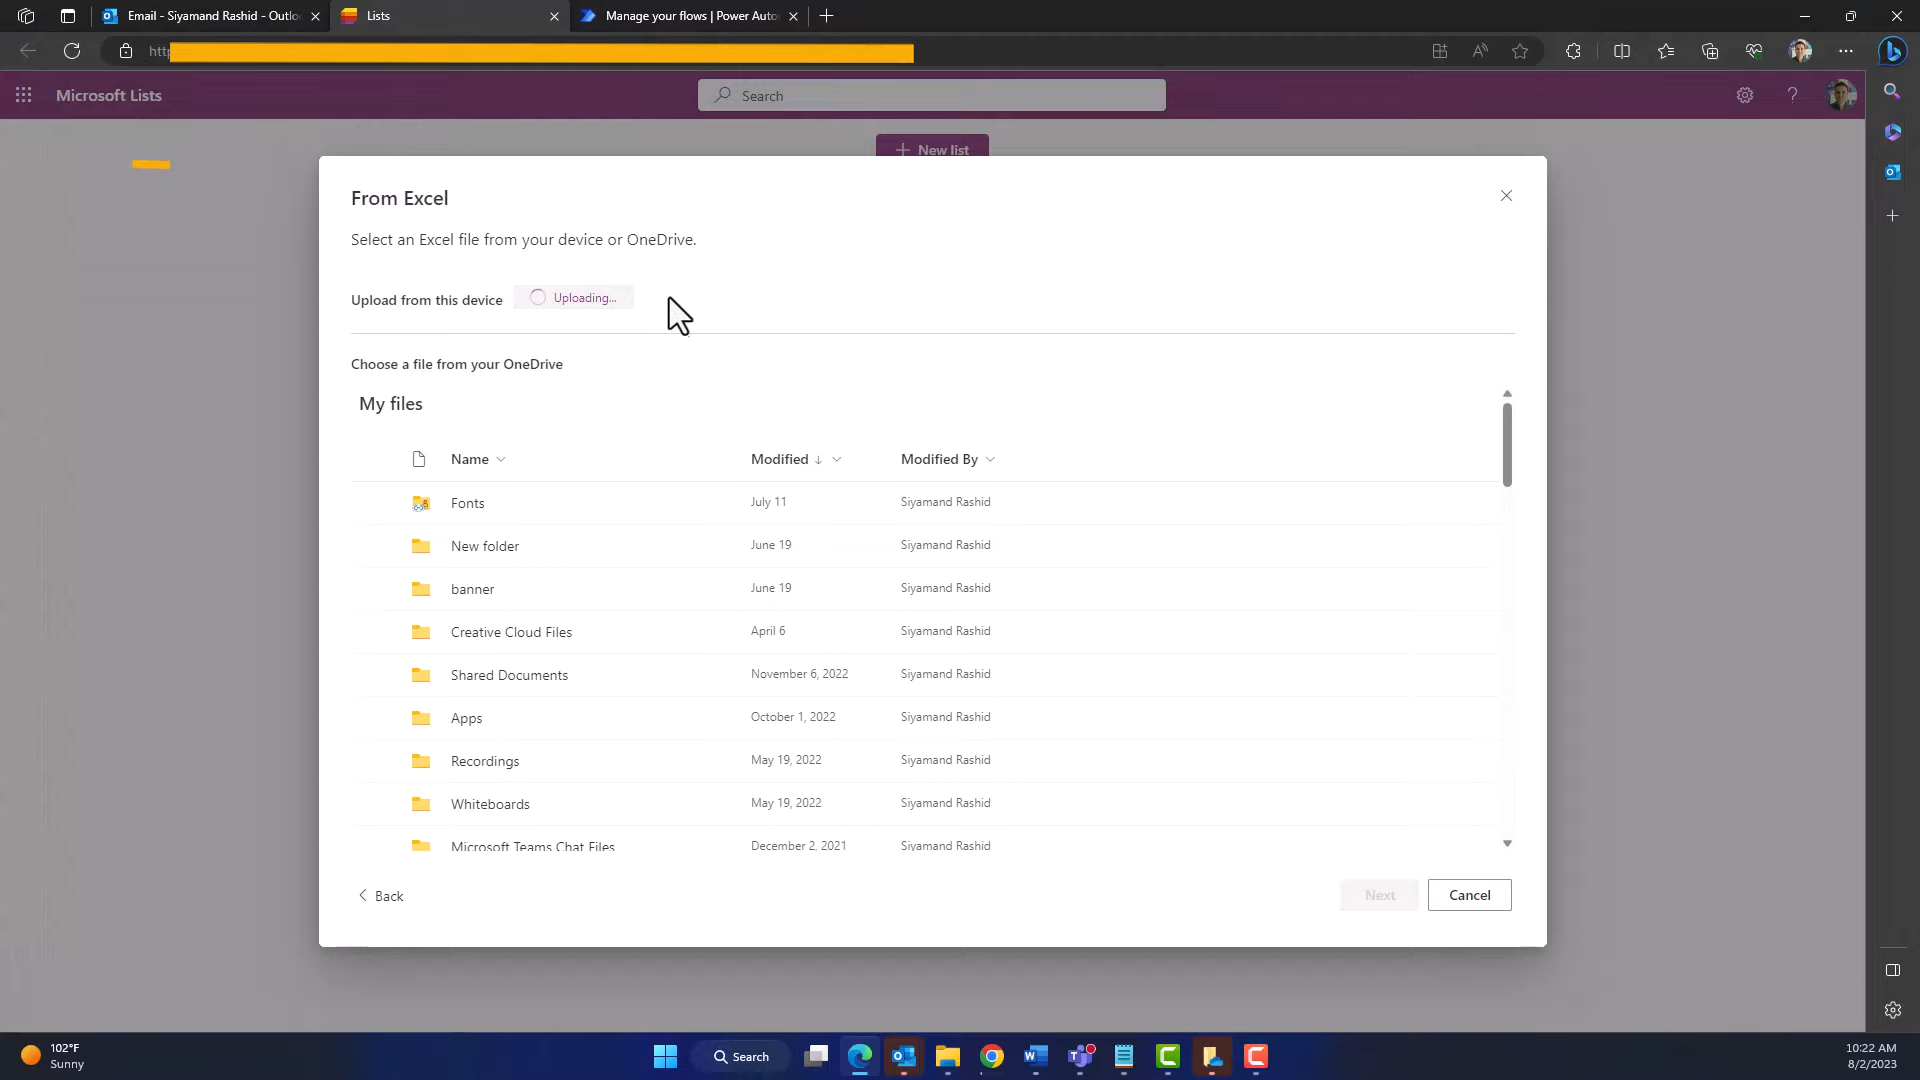 Email - Siyamand Rashid - Outlo
Lists
Manage your flows | Power Auto
htt
Microsoft Lists
Search
New list
From Excel
Select an Excel file from your device or OneDrive.
Upload from this device
Uploading...
Choose a file from your OneDrive
My files
Name
Modified
Modified By
Fonts
July 11
Siyamand Rashid
New folder
June 19
Siyamand Rashid
banner
June 19
Siyamand Rashid
Creative Cloud Files
April 6
Siyamand Rashid
Shared Documents
November 6, 2022
Siyamand Rashid
Apps
October 1, 2022
Siyamand Rashid
Recordings
May 19, 2022
Siyamand Rashid
Whiteboards
May 19, 2022
Siyamand Rashid
Microsoft Teams Chat Files
December 2, 2021
Siyamand Rashid
Back
Next
Cancel
102°F
Sunny
Search
10:22 AM
8/2/2023